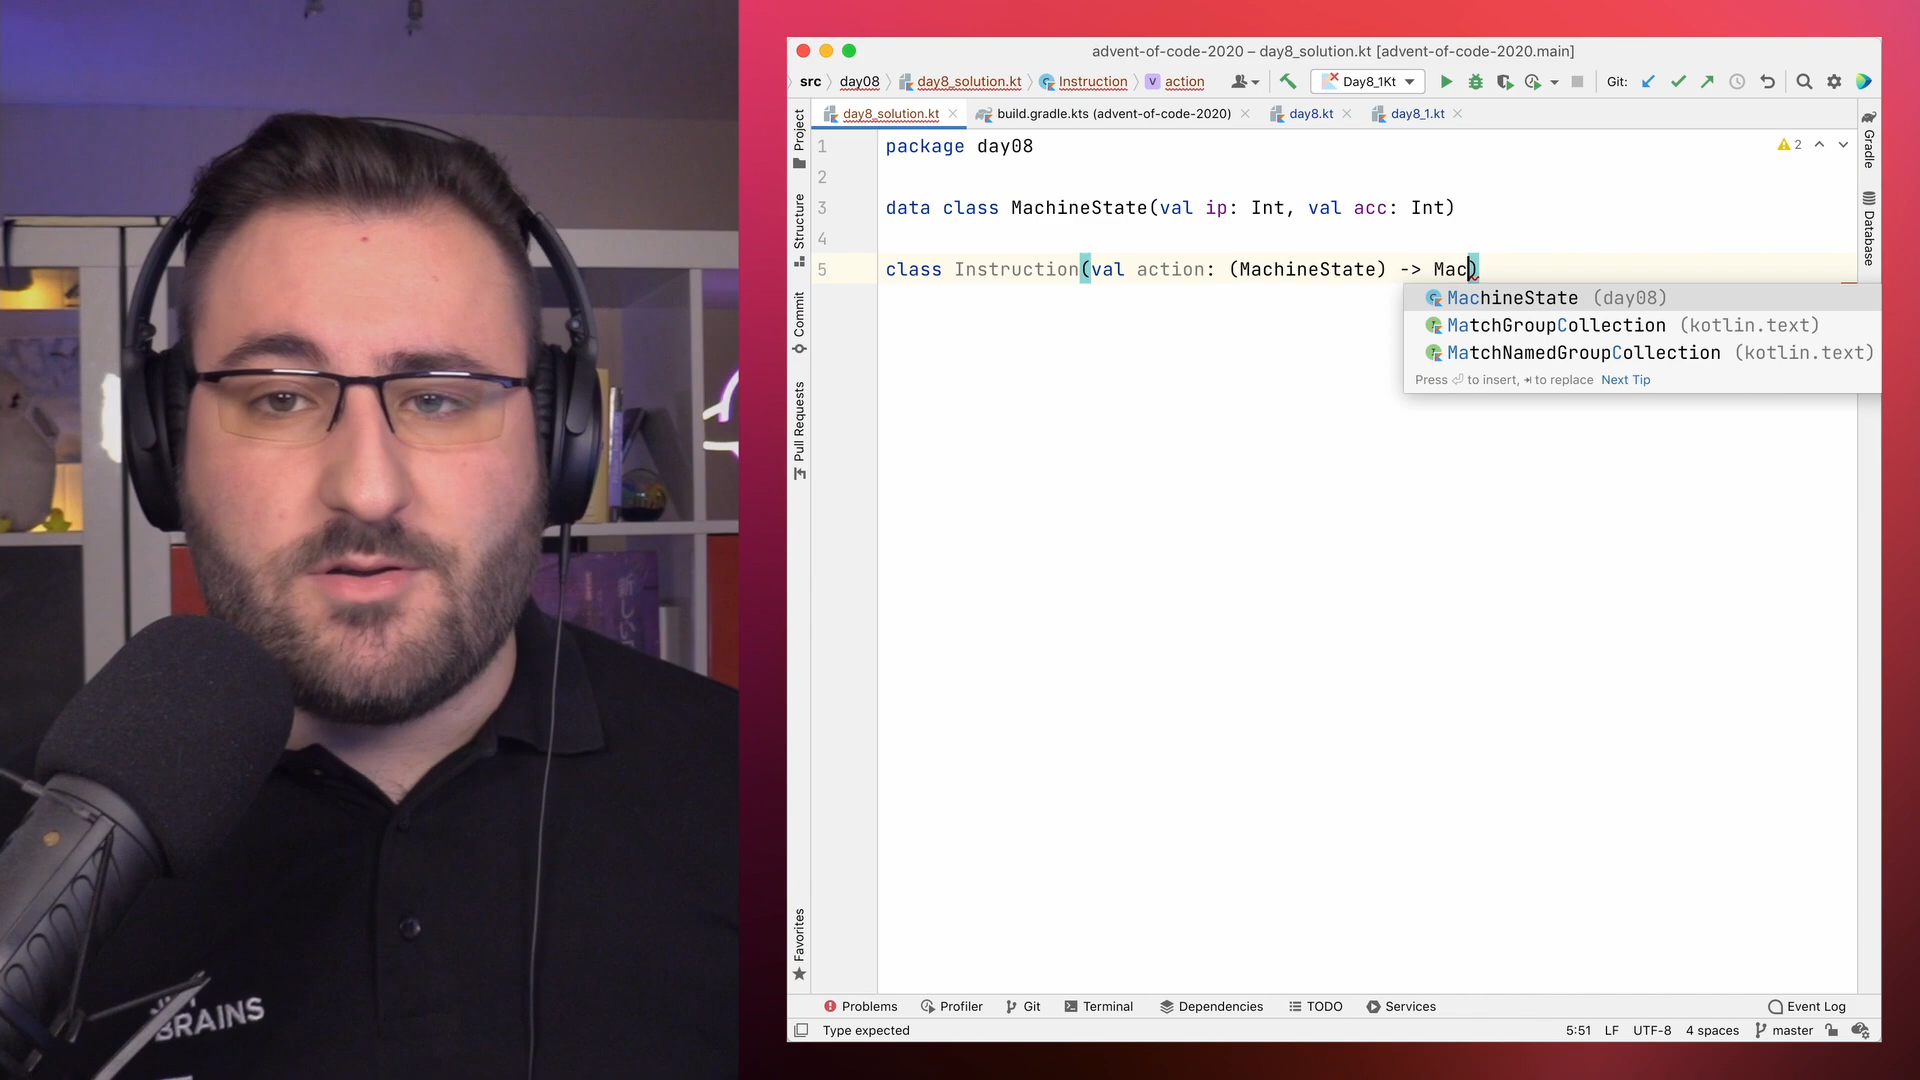 advent-of-code-2020 – day8_solution.kt [advent-of-code-2020.main]
src day08 day8_solution.kt Instruction action Day8_1Kt Git:
day8_solution.kt build.gradle.kts (advent-of-code-2020) day8.kt day8_1.kt
1 package day08
2
3 data class MachineState(val ip: Int, val acc: Int)
4
5 class Instruction(val action: (MachineState) -> Mac)
2
MachineState (day08)
MatchGroupCollection (kotlin.text)
MatchNamedGroupCollection (kotlin.text)
Press ⏎ to insert, ⇥ to replace Next Tip
Project
Structure
Commit
Pull Requests
Favorites
Gradle
Database
Problems Profiler Git Terminal Dependencies TODO Services Event Log
Type expected 5:51 LF UTF-8 4 spaces master
BRAINS